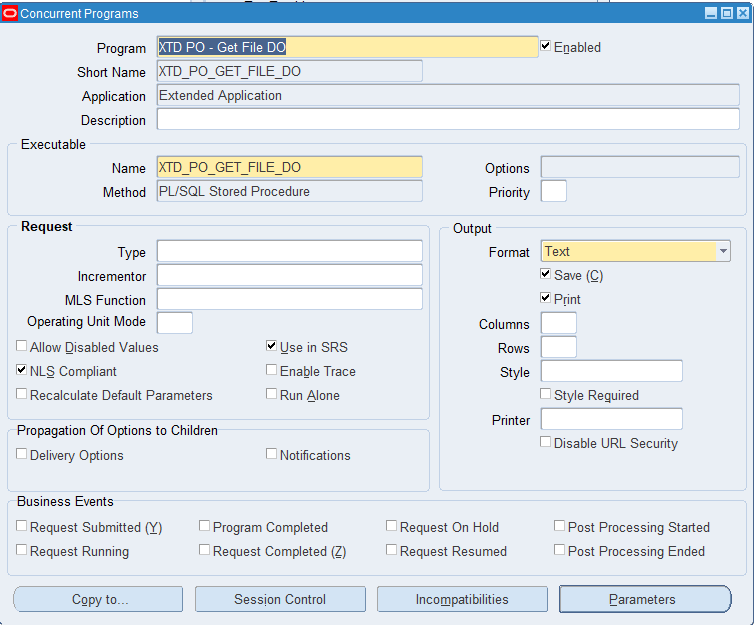 Concurrent Programs
Program XTD PO - Get File DO Enabled
Short Name XTD_PO_GET_FILE_DO
Application Extended Application
Description
Executable
Name XTD_PO_GET_FILE_DO Options
Method PL/SQL Stored Procedure Priority
Request
Type
Incrementor
MLS Function
Operating Unit Mode
Allow Disabled Values Use in SRS
NLS Compliant Enable Trace
Recalculate Default Parameters Run Alone
Output
Format Text
Save (C)
Print
Columns
Rows
Style
Style Required
Printer
Disable URL Security
Propagation Of Options to Children
Delivery Options Notifications
Business Events
Request Submitted (Y) Program Completed Request On Hold Post Processing Started
Request Running Request Completed (Z) Request Resumed Post Processing Ended
Copy to... Session Control Incompatibilities Parameters